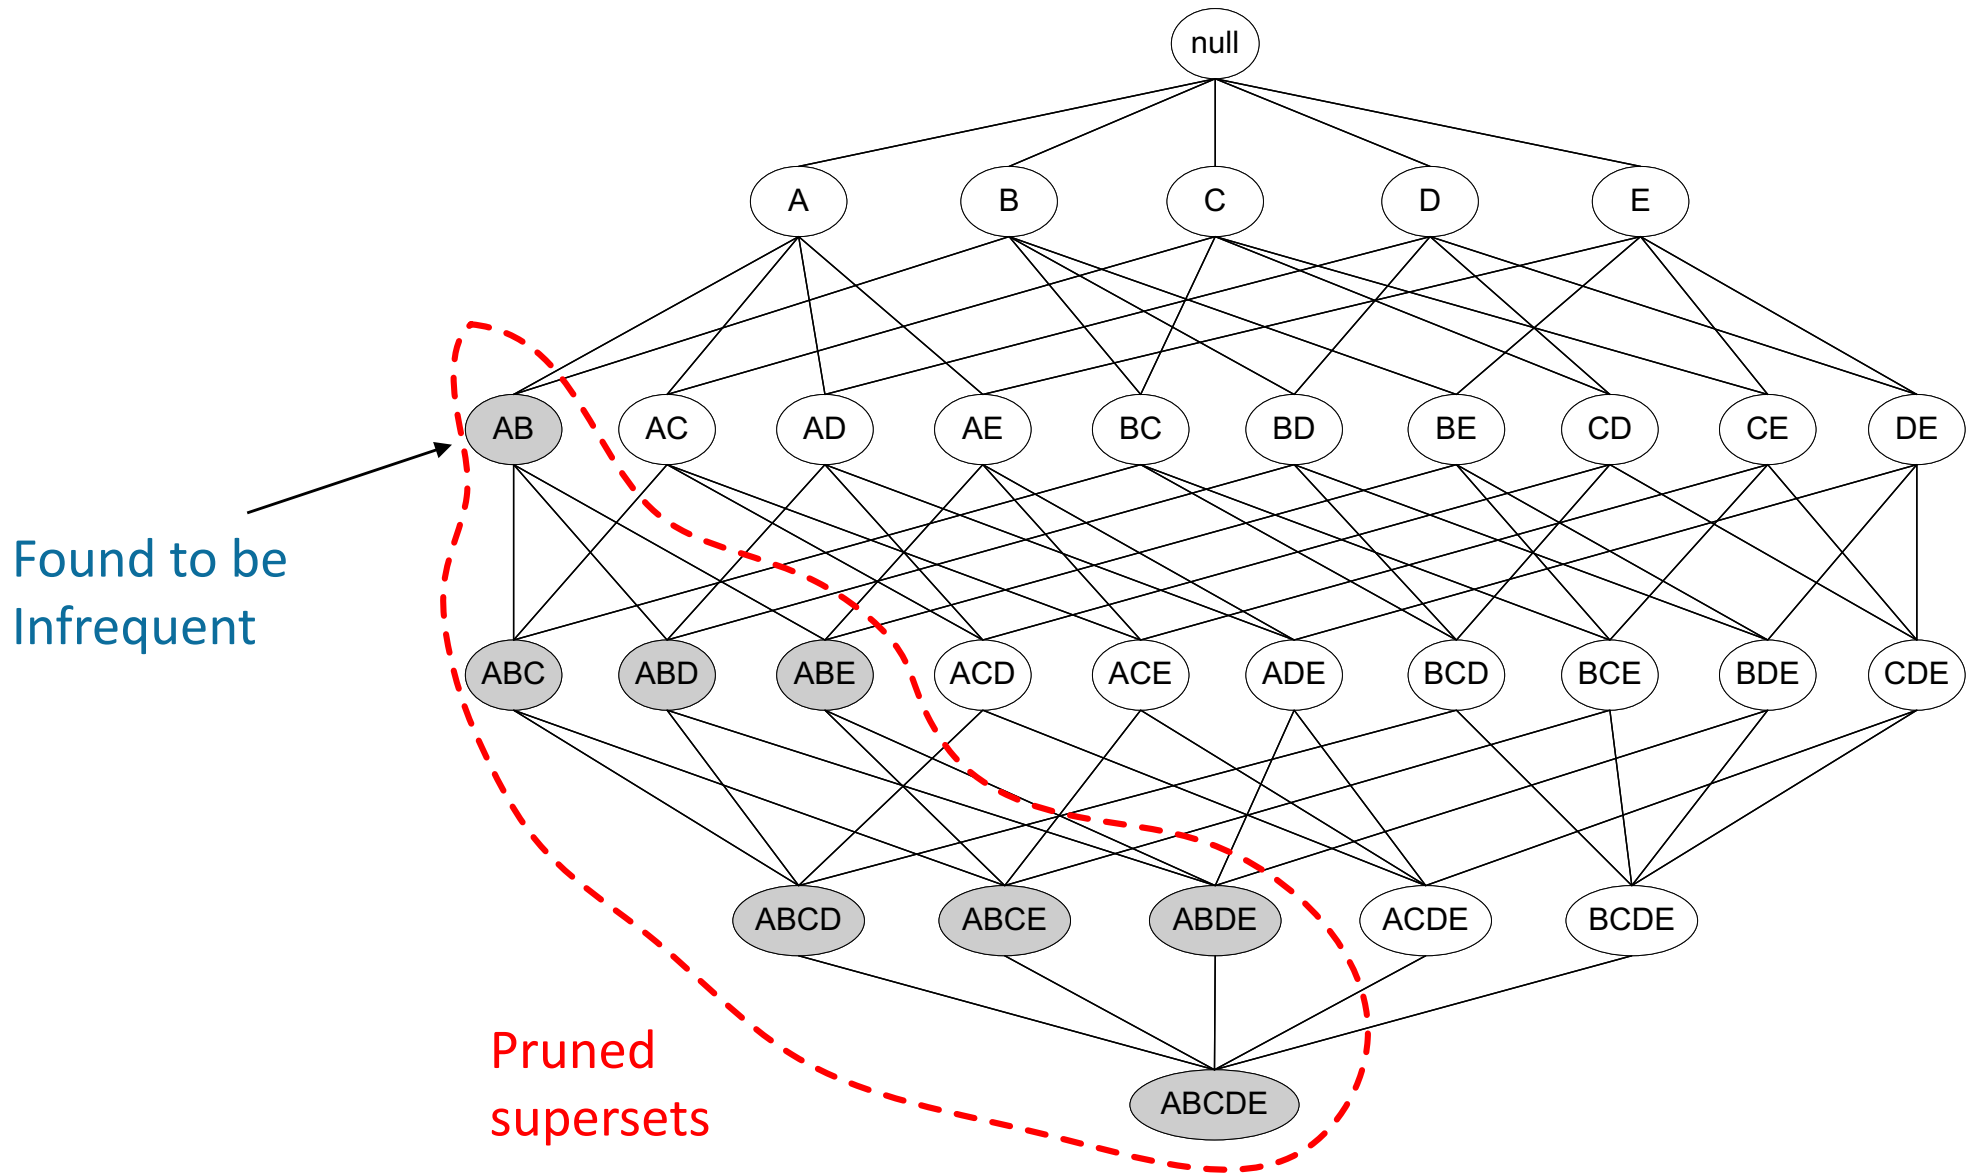 null
A B C D E
AB AC AD AE BC BD BE CD CE DE
Found to be
Infrequent
ABC ABD ABE ACD ACE ADE BCD BCE BDE CDE
ABCD ABCE ABDE ACDE BCDE
Pruned
supersets
ABCDE